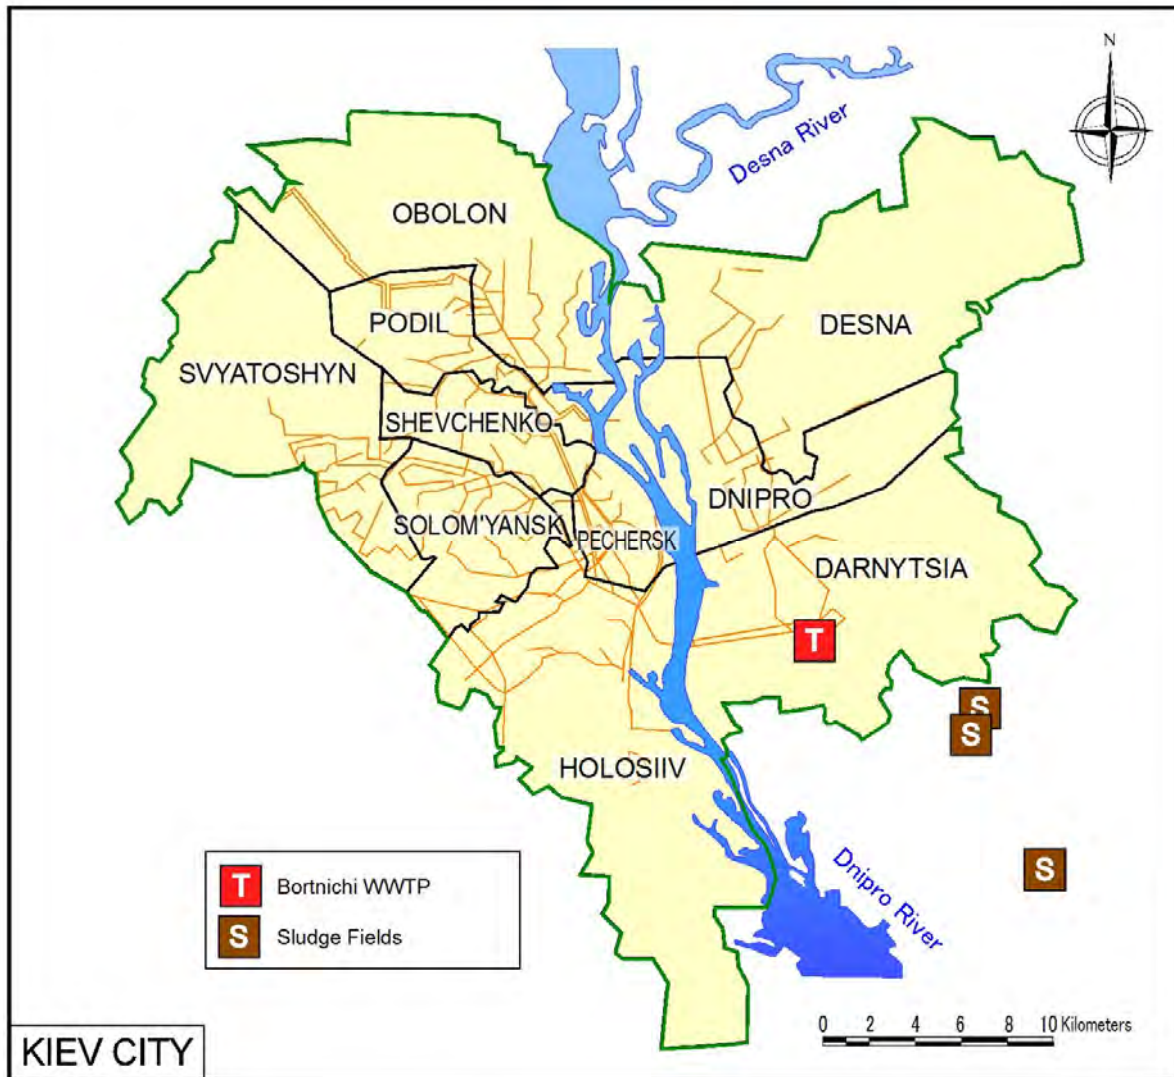 N
Desna River
OBOLON
PODIL
DESNA
SVYATOSHYN
SHEVCHENKO
DNIPRO
SOLOM'YANSK
PECHERSK
DARNYTSIA
T
S
S
HOLOSIIV
S
Dnipro River
T Bortnichi WWTP
S Sludge Fields
0 2 4 6 8 10 Kilometers
KIEV CITY